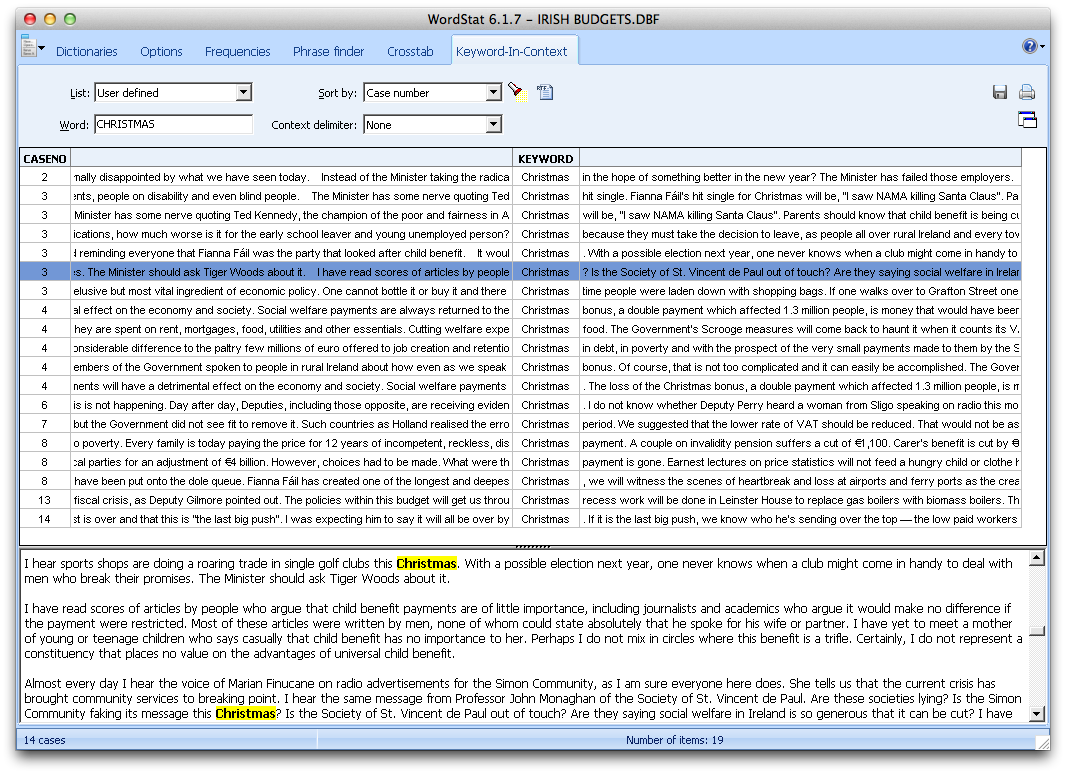 WordStat 6.1.7 – IRISH BUDGETS.DBF
Dictionaries Options Frequencies Phrase finder Crosstab Keyword-In-Context
List: User defined Sort by: Case number
Word: CHRISTMAS Context delimiter: None
CASENO KEYWORD
2 nally disappointed by what we have seen today. Instead of the Minister taking the radica Christmas in the hope of something better in the new year? The Minister has failed those employers.
3 nts, people on disability and even blind people. The Minister has some nerve quoting Ted Christmas hit single. Fianna Fáil's hit single for Christmas will be, "I saw NAMA killing Santa Claus". Pa
3 Minister has some nerve quoting Ted Kennedy, the champion of the poor and fairness in A Christmas will be, "I saw NAMA killing Santa Claus". Parents should know that child benefit is being cu
3 ications, how much worse is it for the early school leaver and young unemployed person? Christmas because they must take the decision to leave, as people all over rural Ireland and every tov
3 l reminding everyone that Fianna Fáil was the party that looked after child benefit. It woul Christmas . With a possible election next year, one never knows when a club might come in handy to
3 s. The Minister should ask Tiger Woods about it. I have read scores of articles by people Christmas ? Is the Society of St. Vincent de Paul out of touch? Are they saying social welfare in Irelar
3 elusive but most vital ingredient of economic policy. One cannot bottle it or buy it and there Christmas time people were laden down with shopping bags. If one walks over to Grafton Street one
4 al effect on the economy and society. Social welfare payments are always returned to the Christmas bonus, a double payment which affected 1.3 million people, is money that would have been
4 hey are spent on rent, mortgages, food, utilities and other essentials. Cutting welfare expe Christmas food. The Government's Scrooge measures will come back to haunt it when it counts its V.
4 onsiderable difference to the paltry few millions of euro offered to job creation and retentio Christmas in debt, in poverty and with the prospect of the very small payments made to them by the S
4 embers of the Government spoken to people in rural Ireland about how even as we speak Christmas bonus. Of course, that is not too complicated and it can easily be accomplished. The Gover
4 nents will have a detrimental effect on the economy and society. Social welfare payments Christmas . The loss of the Christmas bonus, a double payment which affected 1.3 million people, is m
6 is is not happening. Day after day, Deputies, including those opposite, are receiving eviden Christmas . I do not know whether Deputy Perry heard a woman from Sligo speaking on radio this mo
7 but the Government did not see fit to remove it. Such countries as Holland realised the erro Christmas period. We suggested that the lower rate of VAT should be reduced. That would not be as
8 o poverty. Every family is today paying the price for 12 years of incompetent, reckless, dis Christmas payment. A couple on invalidity pension suffers a cut of €1,100. Carer's benefit is cut by €
8 cal parties for an adjustment of €4 billion. However, choices had to be made. What were th Christmas payment is gone. Earnest lectures on price statistics will not feed a hungry child or clothe h
8 have been put onto the dole queue. Fianna Fáil has created one of the longest and deepes Christmas , we will witness the scenes of heartbreak and loss at airports and ferry ports as the crea
13 fiscal crisis, as Deputy Gilmore pointed out. The policies within this budget will get us throu Christmas recess work will be done in Leinster House to replace gas boilers with biomass boilers. Th
14 st is over and that this is "the last big push". I was expecting him to say it will all be over by Christmas . If it is the last big push, we know who he's sending over the top — the low paid workers
I hear sports shops are doing a roaring trade in single golf clubs this Christmas. With a possible election next year, one never knows when a club might come in handy to deal with
men who break their promises. The Minister should ask Tiger Woods about it.
I have read scores of articles by people who argue that child benefit payments are of little importance, including journalists and academics who argue it would make no difference if
the payment were restricted. Most of these articles were written by men, none of whom could state absolutely that he spoke for his wife or partner. I have yet to meet a mother
of young or teenage children who says casually that child benefit has no importance to her. Perhaps I do not mix in circles where this benefit is a trifle. Certainly, I do not represent a
constituency that places no value on the advantages of universal child benefit.
Almost every day I hear the voice of Marian Finucane on radio advertisements for the Simon Community, as I am sure everyone here does. She tells us that the current crisis has
brought community services to breaking point. I hear the same message from Professor John Monaghan of the Society of St. Vincent de Paul. Are these societies lying? Is the Simon
Community faking its message this Christmas? Is the Society of St. Vincent de Paul out of touch? Are they saying social welfare in Ireland is so generous that it can be cut? I have
14 cases Number of items: 19